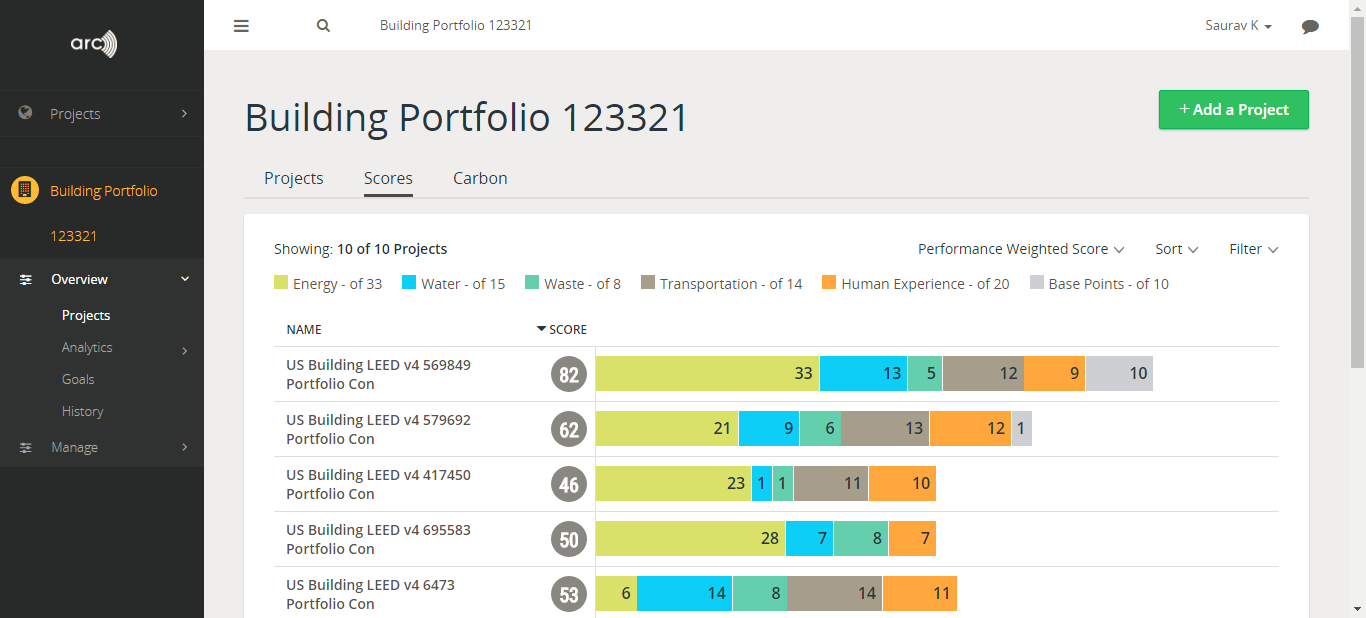 arc
Building Portfolio 123321
Saurav K
Projects
Building Portfolio
123321
Overview
Projects
Analytics
Goals
History
Manage
Building Portfolio 123321
+ Add a Project
Projects Scores Carbon
Showing: 10 of 10 Projects
Performance Weighted Score Sort Filter
Energy - of 33 Water - of 15 Waste - of 8 Transportation - of 14 Human Experience - of 20 Base Points - of 10
NAME SCORE
US Building LEED v4 569849
Portfolio Con
82 33 13 5 12 9 10
US Building LEED v4 579692
Portfolio Con
62 21 9 6 13 12 1
US Building LEED v4 417450
Portfolio Con
46 23 1 1 11 10
US Building LEED v4 695583
Portfolio Con
50 28 7 8 7
US Building LEED v4 6473
Portfolio Con
53 6 14 8 14 11